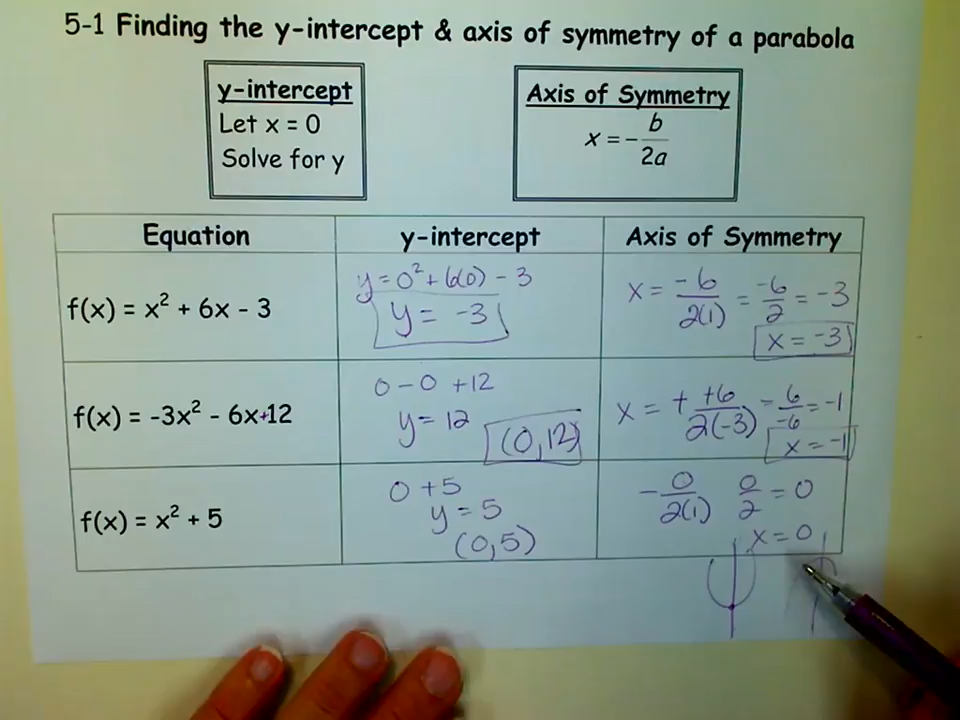 5-1 Finding the y-intercept & axis of symmetry of a parabola
y-intercept
Let x = 0
Solve for y
Axis of Symmetry
x = - b/2a
Equation
y-intercept
Axis of Symmetry
f(x) = x² + 6x - 3
y = 0² + 6(0) - 3
y = -3
x = -6/2(1) = -6/2 = -3
x = -3
f(x) = -3x² - 6x+12
0 - 0 + 12
y = 12
(0,12)
x = + +6/2(-3) = 6/-6 = -1
x = -1
f(x) = x² + 5
0 + 5
y = 5
(0,5)
- 0/2(1) 0/2 = 0
x = 0